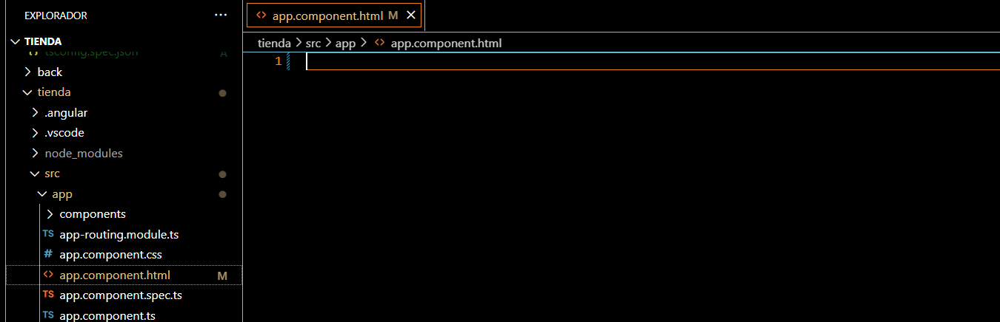 EXPLORADOR ···
TIENDA
tsconfig.spec.json A
back
tienda
.angular
.vscode
node_modules
src
app
components
TS app-routing.module.ts
# app.component.css
<> app.component.html M
TS app.component.spec.ts
TS app.component.ts
<> app.component.html M ×
tienda > src > app > <> app.component.html
1